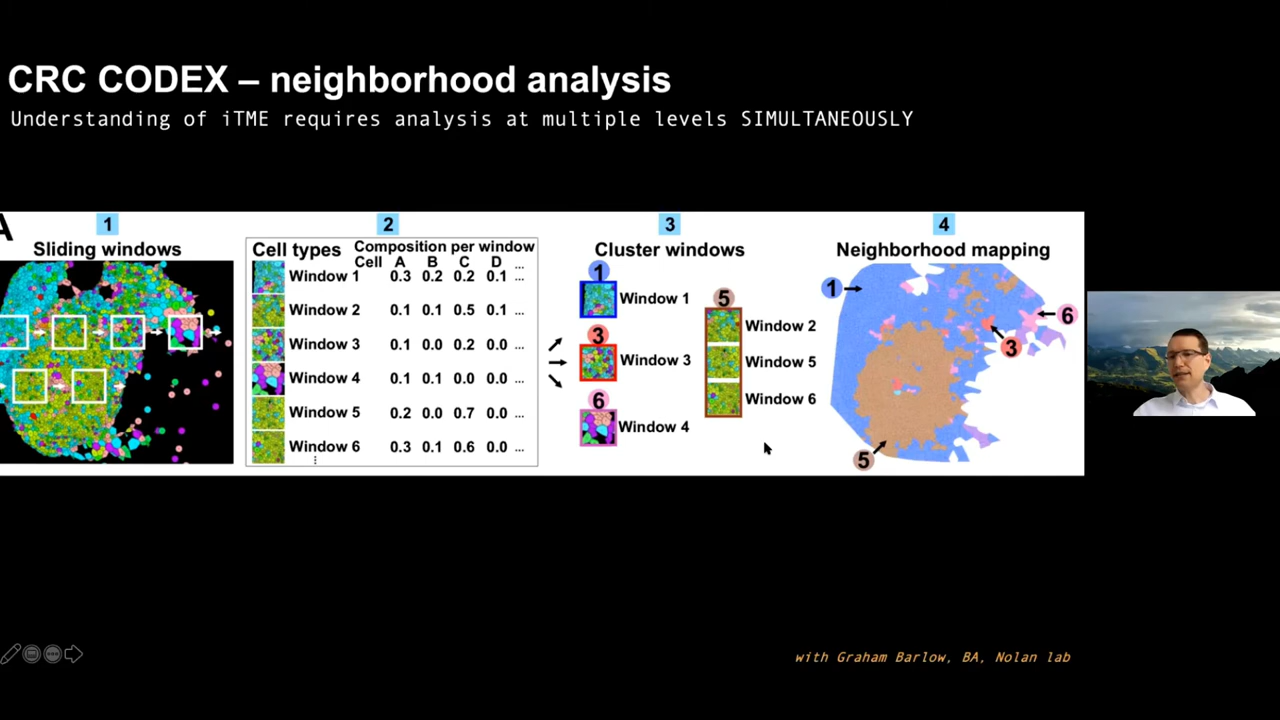 CRC CODEX – neighborhood analysis
Understanding of iTME requires analysis at multiple levels SIMULTANEOUSLY
A
1
Sliding windows
2
Cell types Composition per window
Cell A B C D ...
Window 1 0.3 0.2 0.2 0.1 ...
Window 2 0.1 0.1 0.5 0.1 ...
Window 3 0.1 0.0 0.2 0.0 ...
Window 4 0.1 0.1 0.0 0.0 ...
Window 5 0.2 0.0 0.7 0.0 ...
Window 6 0.3 0.1 0.6 0.0 ...
3
Cluster windows
1
Window 1
3
Window 3
6
Window 4
5
Window 2
Window 5
Window 6
4
Neighborhood mapping
1
6
3
5
with Graham Barlow, BA, Nolan lab